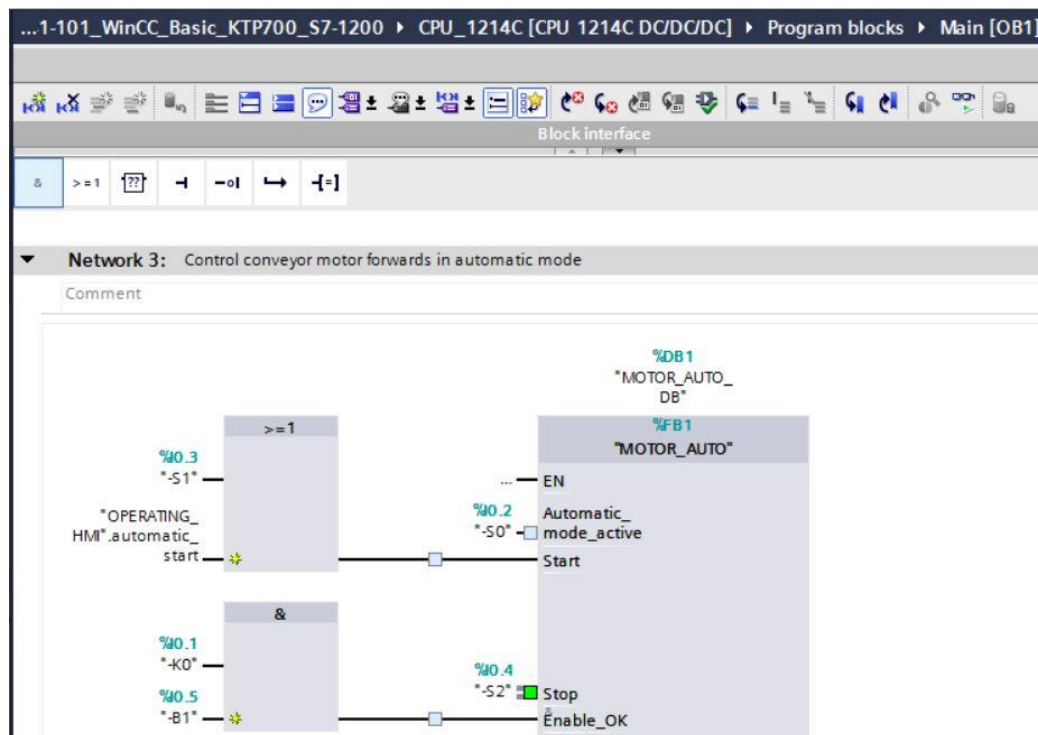 ...1-101_WinCC_Basic_KTP700_S7-1200 ▸ CPU_1214C [CPU 1214C DC/DC/DC] ▸ Program blocks ▸ Main [OB1]
Block interface
& >=1 ?? ⊣ -o| ↦ -[=]
Network 3: Control conveyor motor forwards in automatic mode
Comment
%DB1
"MOTOR_AUTO_
DB"
>=1
%FB1
"MOTOR_AUTO"
%I0.3
"-S1"
... EN
"OPERATING_
HMI".automatic_
start
%I0.2
"-S0"
Automatic_
mode_active
Start
&
%I0.1
"-K0"
%I0.4
"-S2"
Stop
%I0.5
"-B1"
&
Enable_OK